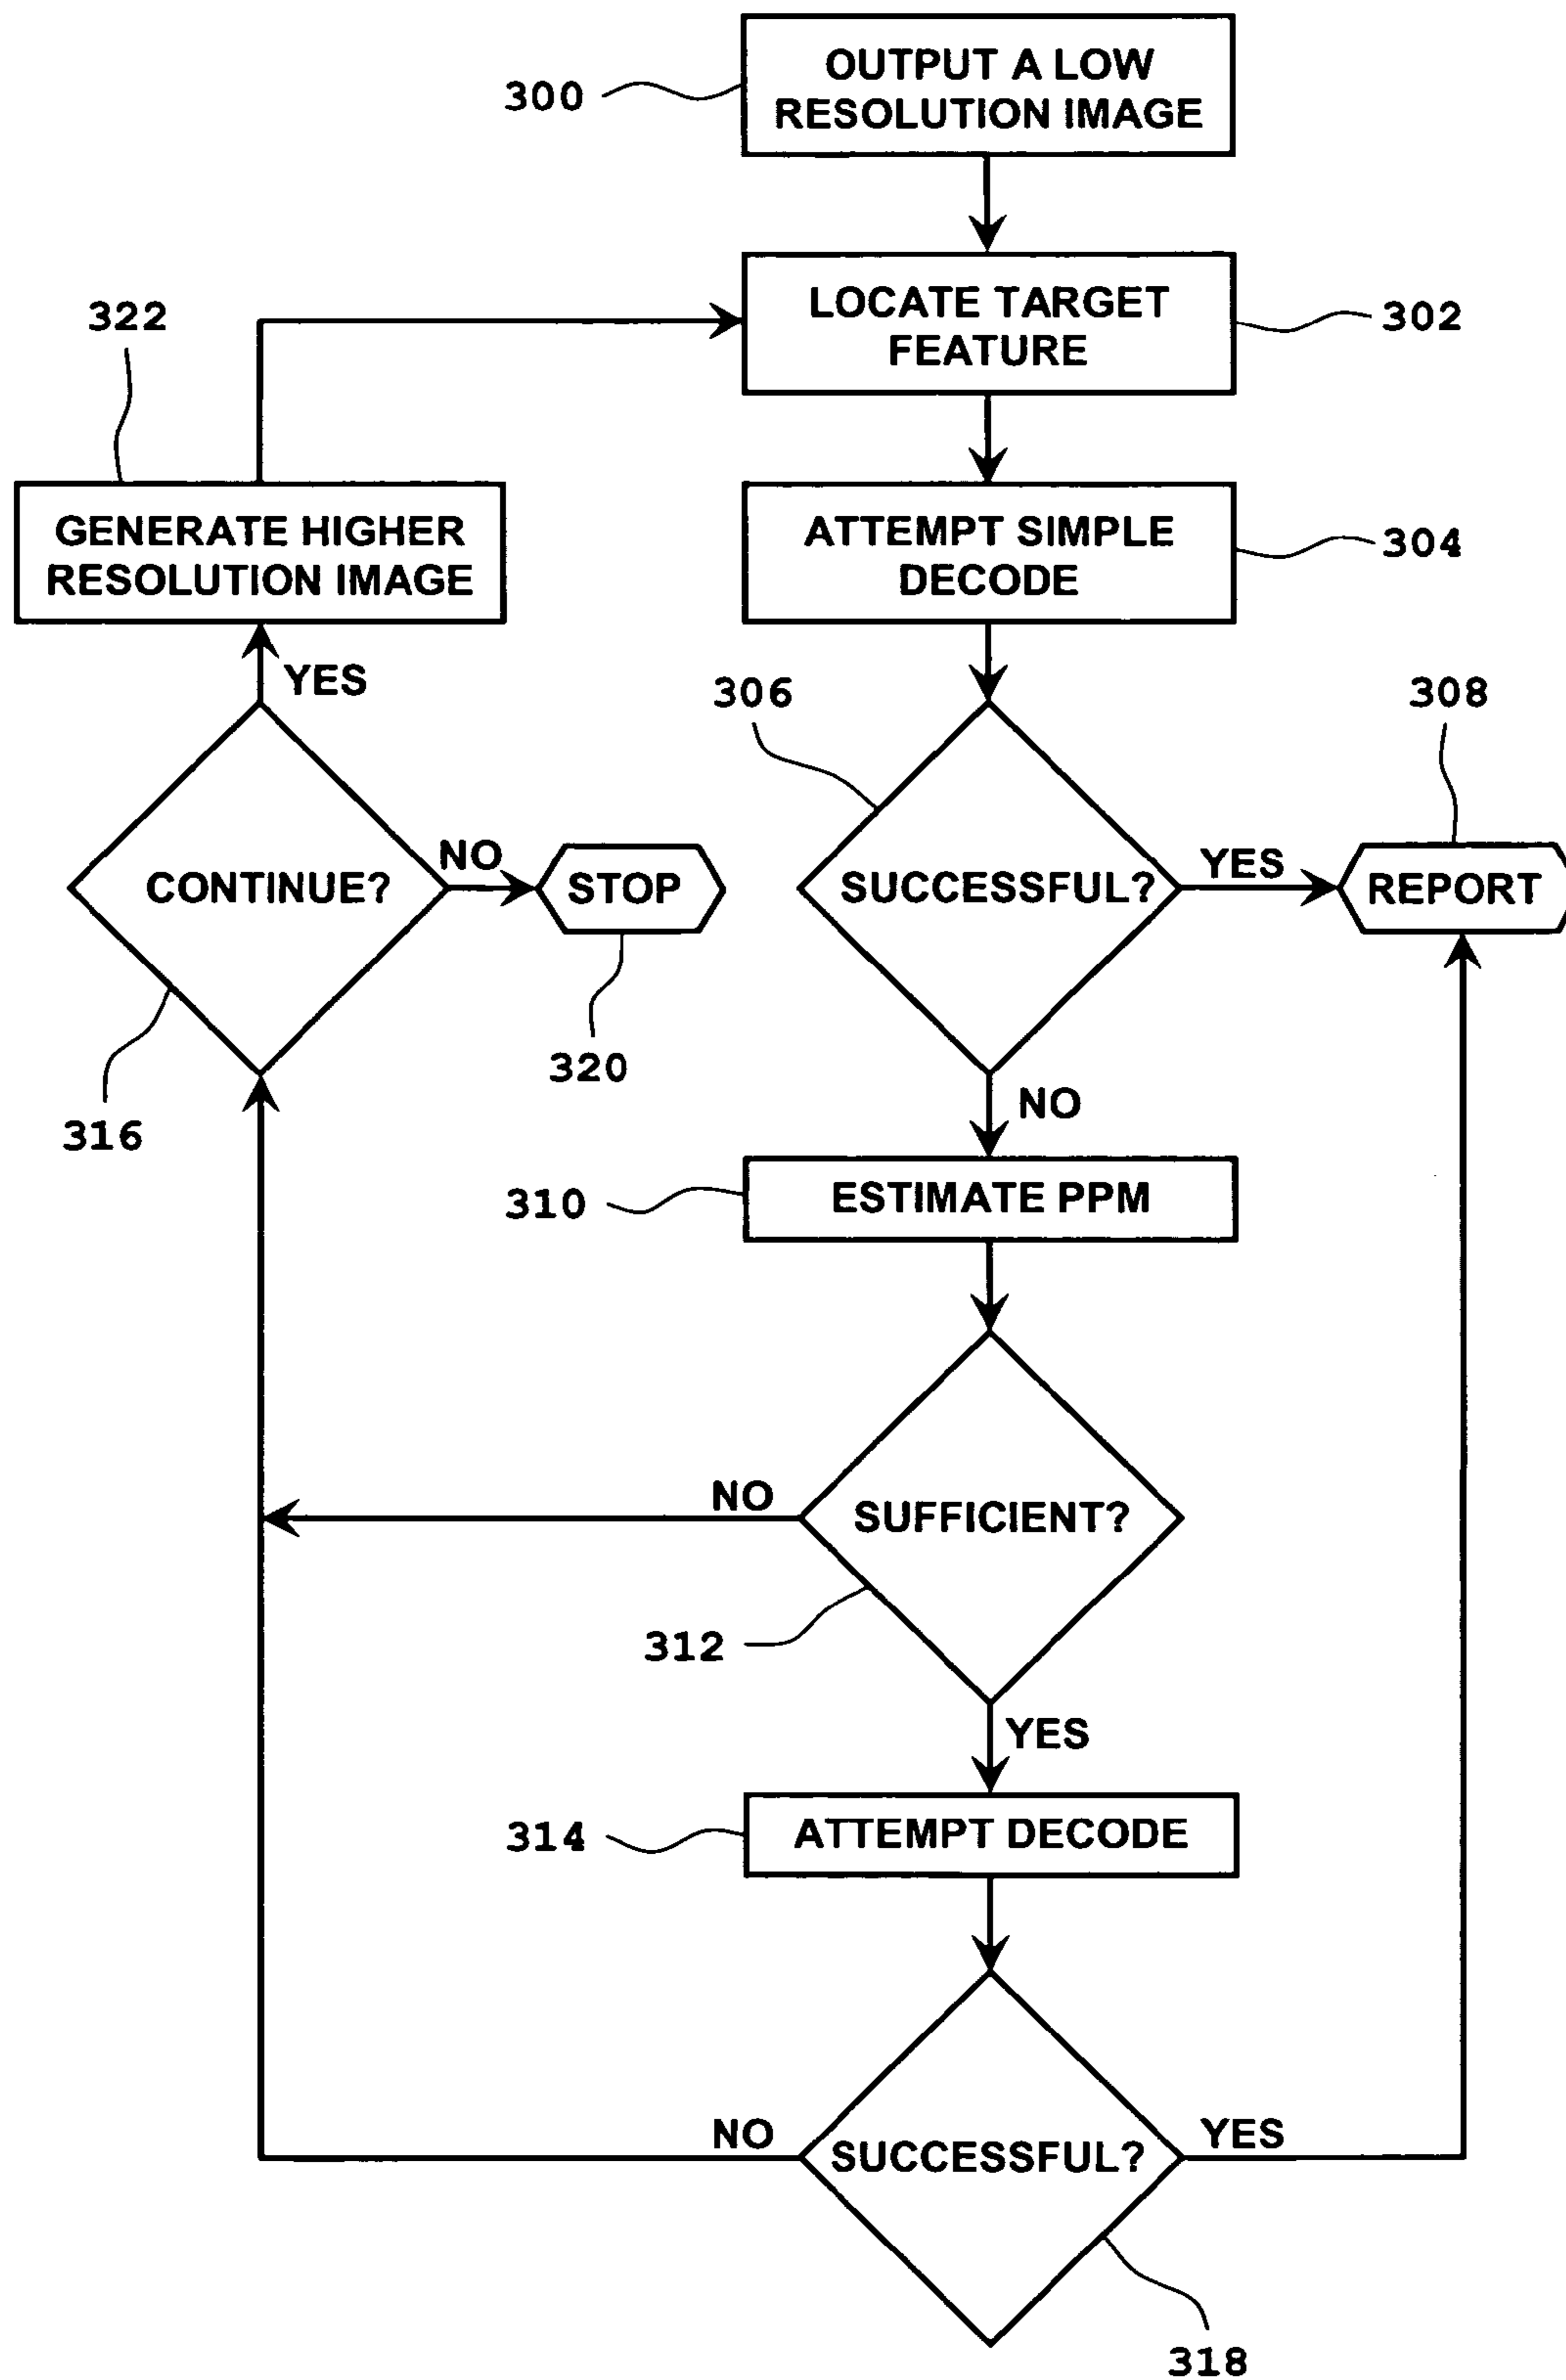 300
OUTPUT A LOW
RESOLUTION IMAGE
322
LOCATE TARGET
FEATURE
302
GENERATE HIGHER
RESOLUTION IMAGE
ATTEMPT SIMPLE
DECODE
304
YES
306
308
CONTINUE?
NO
STOP
SUCCESSFUL?
YES
REPORT
320
316
NO
310
ESTIMATE PPM
NO
SUFFICIENT?
312
YES
314
ATTEMPT DECODE
NO
SUCCESSFUL?
YES
318